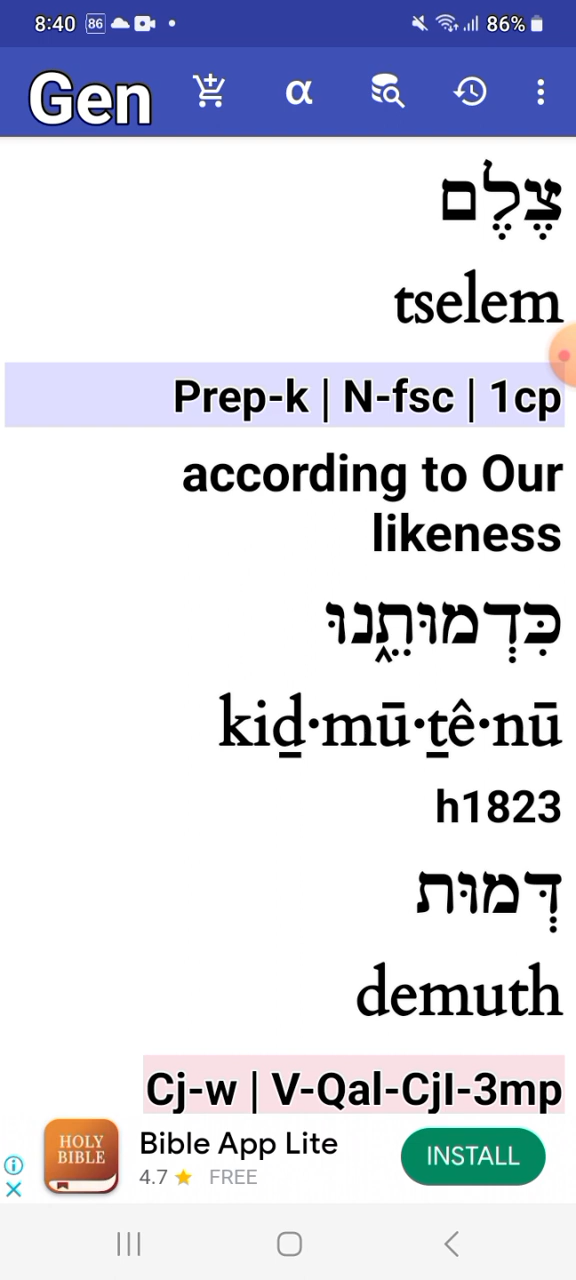 8:40 86 86%
Gen α
צֶלֶם
tselem
Prep-k | N-fsc | 1cp
according to Our
likeness
כִּדְמוּתֵ֑נוּ
kiḏ·mū·ṯê·nū
h1823
דְּמוּת
demuth
Cj-w | V-Qal-CjI-3mp
HOLY
BIBLE
Bible App Lite
4.7 ★ FREE
INSTALL